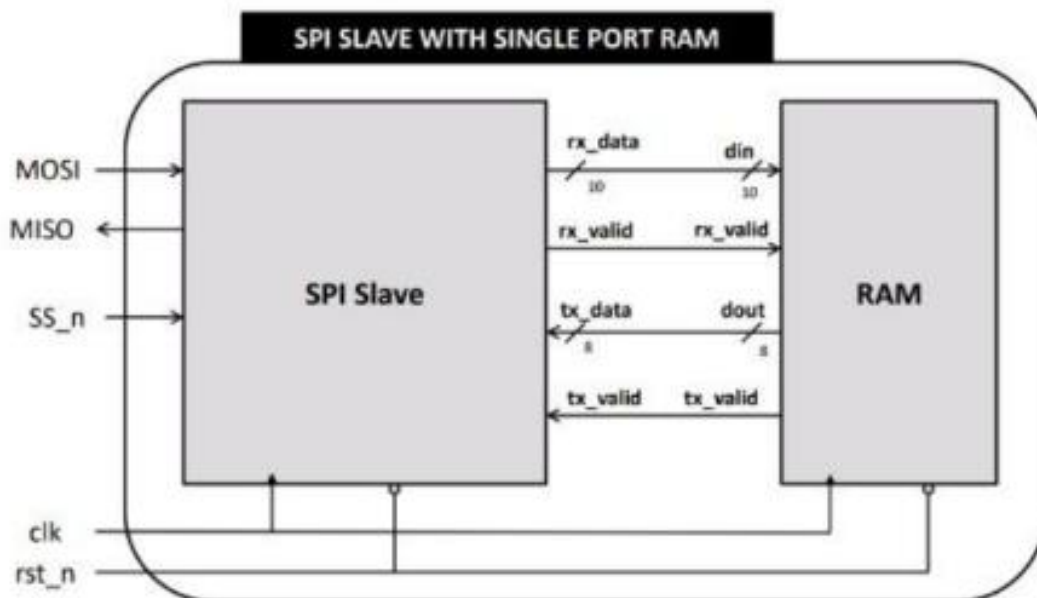 SPI SLAVE WITH SINGLE PORT RAM
MOSI
MISO
SS_n
clk
rst_n
SPI Slave
rx_data
10
din
10
rx_valid
rx_valid
tx_data
8
dout
8
tx_valid
tx_valid
RAM